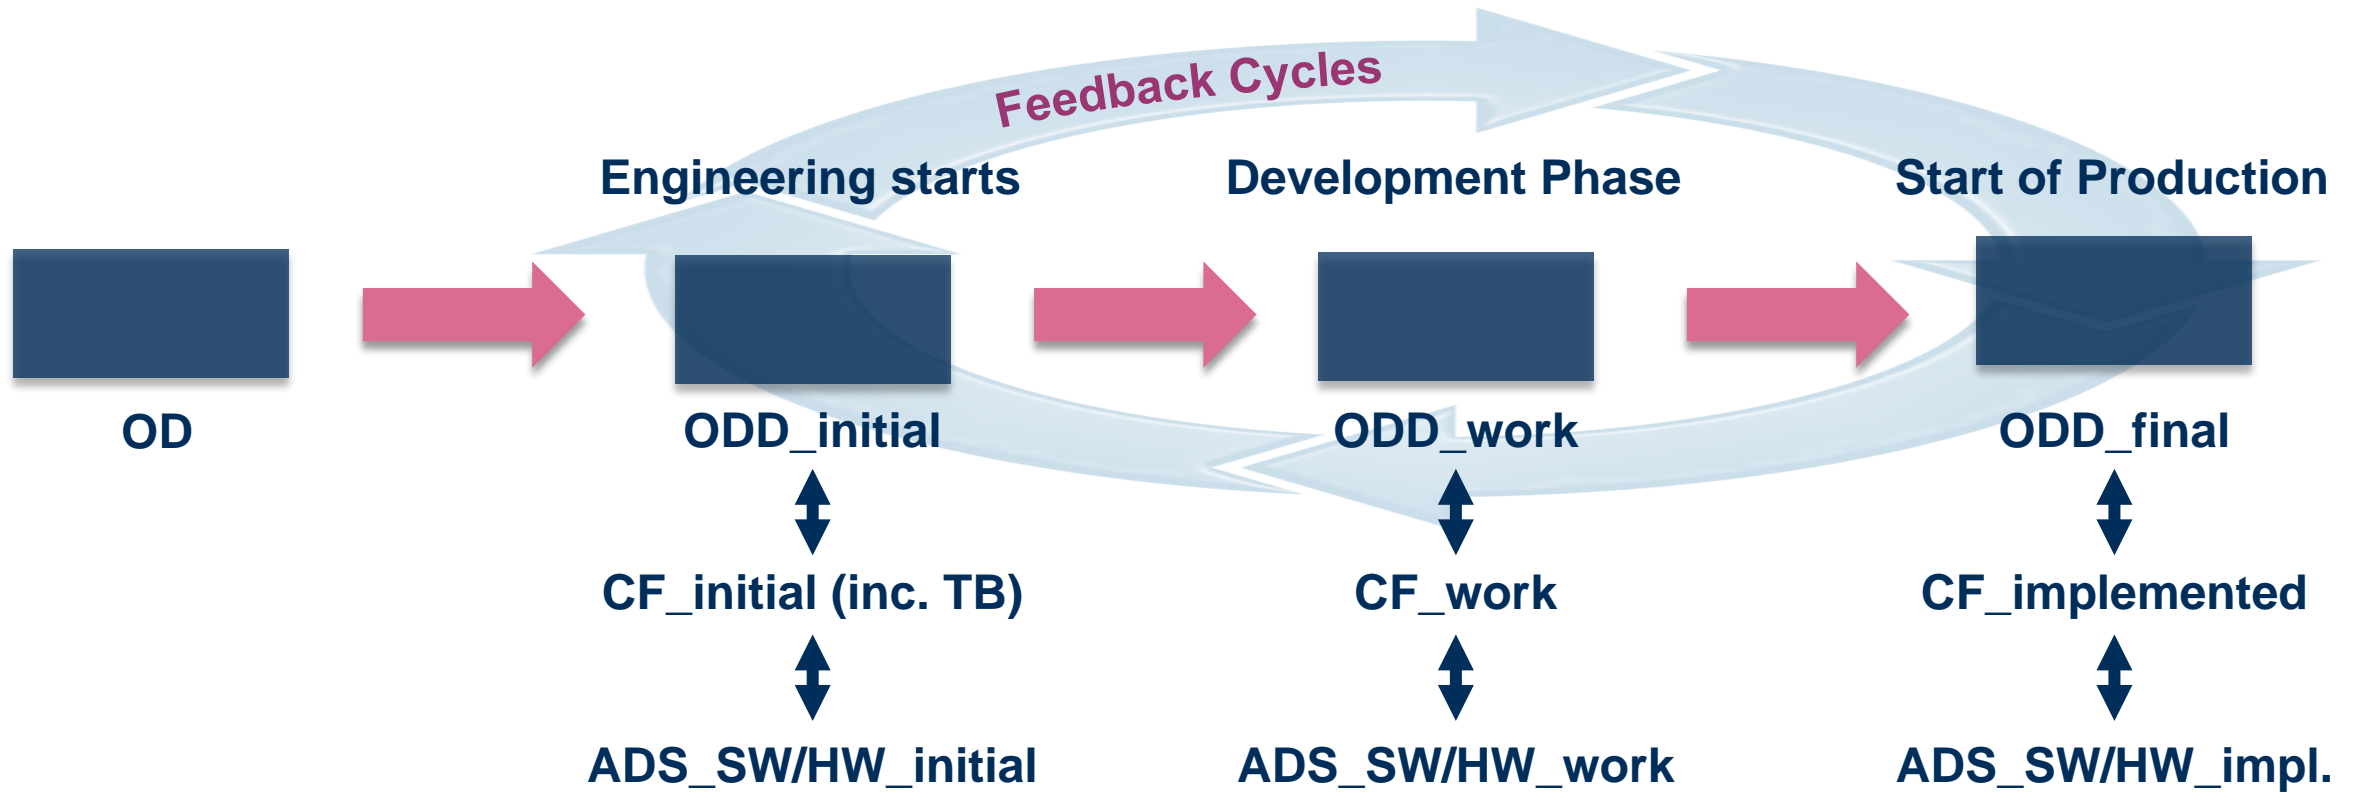 Feedback Cycles
Engineering starts
Development Phase
Start of Production
OD
ODD_initial
ODD_work
ODD_final
CF_initial (inc. TB)
CF_work
CF_implemented
ADS_SW/HW_initial
ADS_SW/HW_work
ADS_SW/HW_impl.